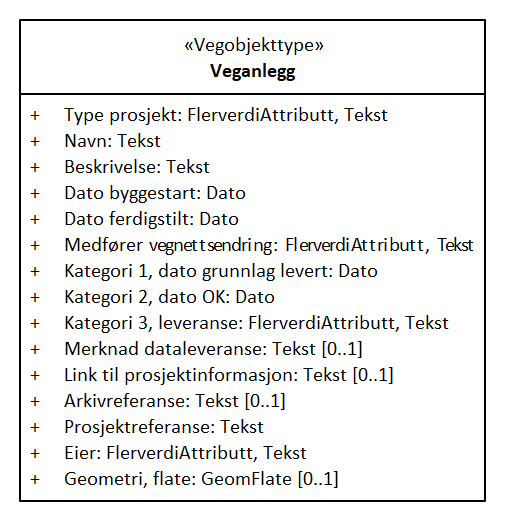 «Vegobjekttype»
Veganlegg
+ Type prosjekt: FlerverdiAttributt, Tekst
+ Navn: Tekst
+ Beskrivelse: Tekst
+ Dato byggestart: Dato
+ Dato ferdigstilt: Dato
+ Medfører vegnettsendring: FlerverdiAttributt, Tekst
+ Kategori 1, dato grunnlag levert: Dato
+ Kategori 2, dato OK: Dato
+ Kategori 3, leveranse: FlerverdiAttributt, Tekst
+ Merknad dataleveranse: Tekst [0..1]
+ Link til prosjektinformasjon: Tekst [0..1]
+ Arkivreferanse: Tekst [0..1]
+ Prosjektreferanse: Tekst
+ Eier: FlerverdiAttributt, Tekst
+ Geometri, flate: GeomFlate [0..1]